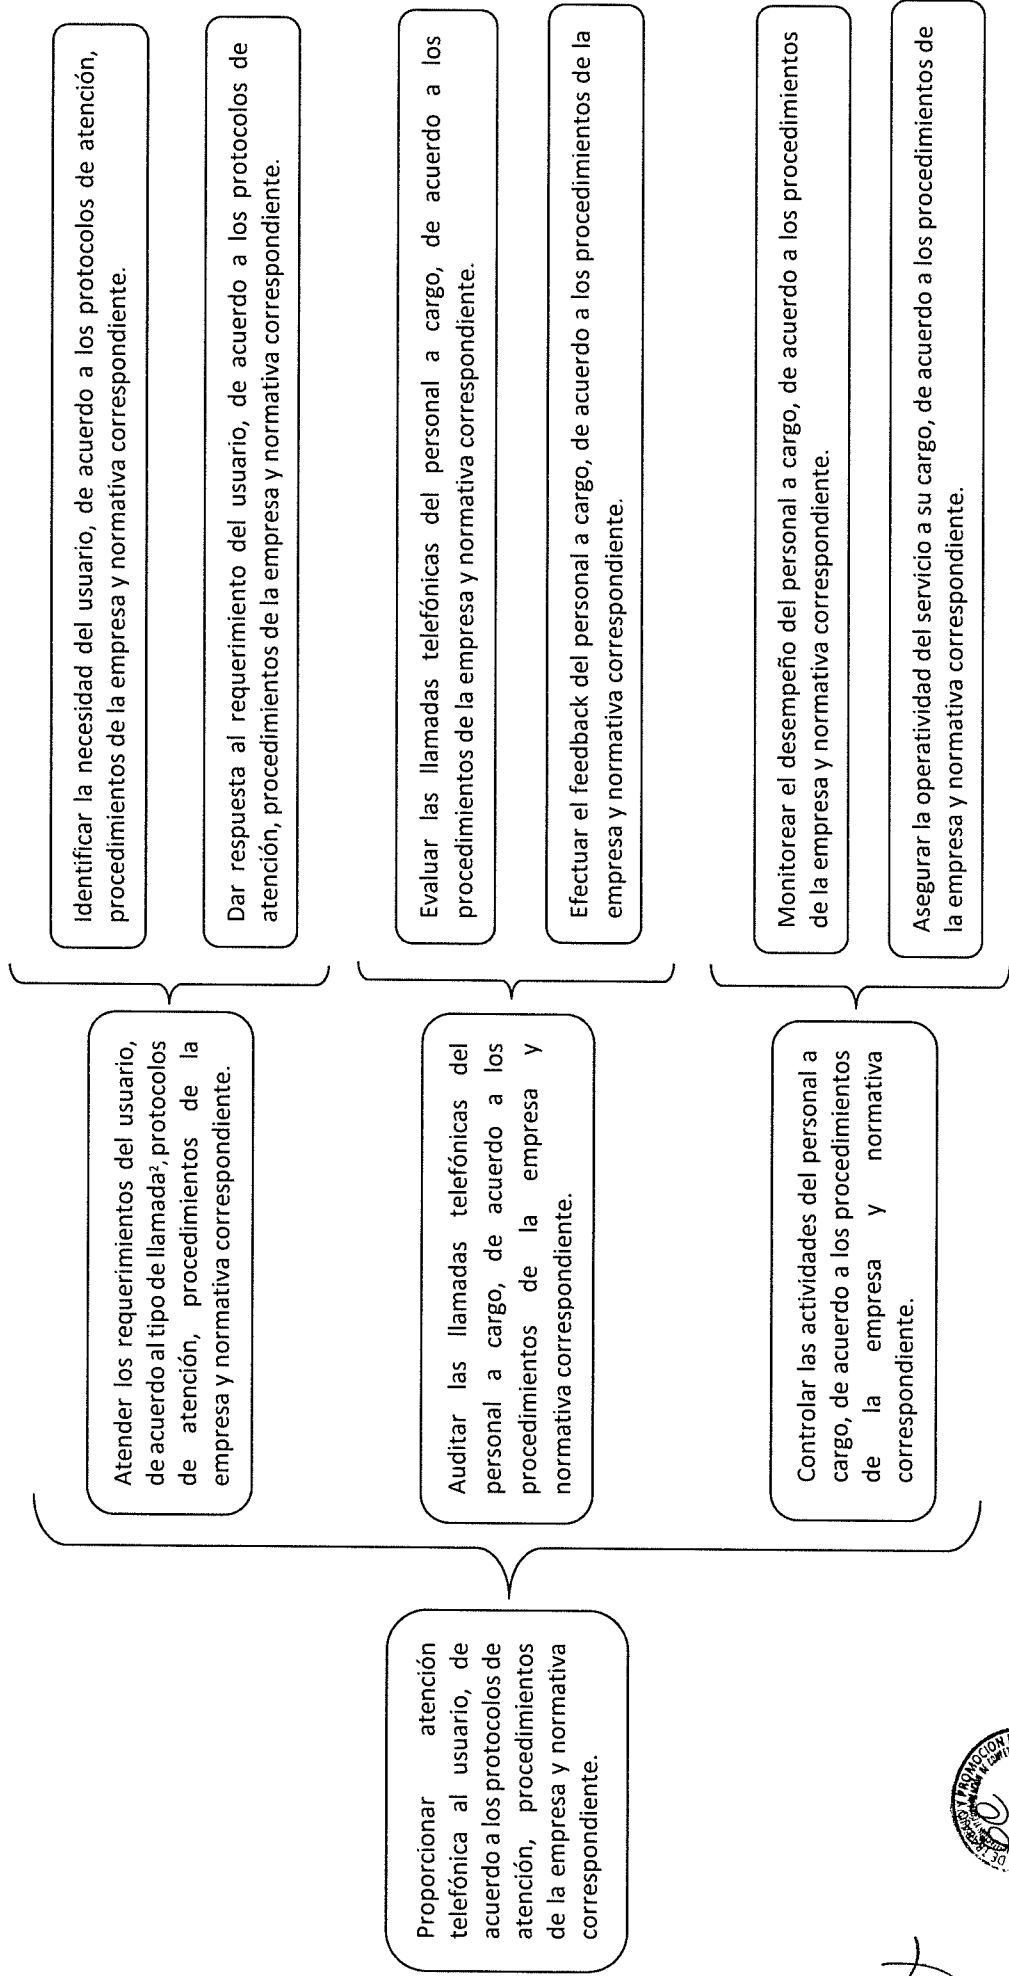 Proporcionar atención
telefónica al usuario, de
acuerdo a los protocolos de
atención, procedimientos
de la empresa y normativa
correspondiente.
Atender los requerimientos del usuario,
de acuerdo al tipo de llamada², protocolos
de atención, procedimientos de la
empresa y normativa correspondiente.
Identificar la necesidad del usuario, de acuerdo a los protocolos de atención,
procedimientos de la empresa y normativa correspondiente.
Dar respuesta al requerimiento del usuario, de acuerdo a los protocolos de
atención, procedimientos de la empresa y normativa correspondiente.
Auditar las llamadas telefónicas del
personal a cargo, de acuerdo a los
procedimientos de la empresa y
normativa correspondiente.
Evaluar las llamadas telefónicas del personal a cargo, de acuerdo a los
procedimientos de la empresa y normativa correspondiente.
Efectuar el feedback del personal a cargo, de acuerdo a los procedimientos de la
empresa y normativa correspondiente.
Controlar las actividades del personal a
cargo, de acuerdo a los procedimientos
de la empresa y normativa
correspondiente.
Monitorear el desempeño del personal a cargo, de acuerdo a los procedimientos
de la empresa y normativa correspondiente.
Asegurar la operatividad del servicio a su cargo, de acuerdo a los procedimientos de
la empresa y normativa correspondiente.
DE TRABAJO Y PROMOCION